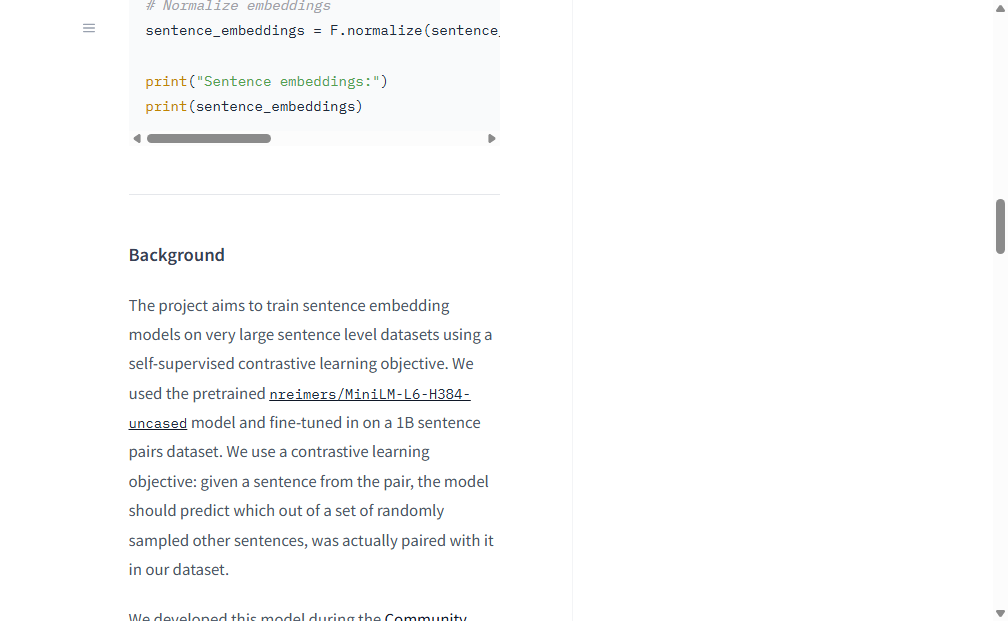 # Normalize embeddings
sentence_embeddings = F.normalize(sentence_
print("Sentence embeddings:")
print(sentence_embeddings)
Background
The project aims to train sentence embedding
models on very large sentence level datasets using a
self-supervised contrastive learning objective. We
used the pretrained nreimers/MiniLM-L6-H384-
uncased model and fine-tuned in on a 1B sentence
pairs dataset. We use a contrastive learning
objective: given a sentence from the pair, the model
should predict which out of a set of randomly
sampled other sentences, was actually paired with it
in our dataset.
We developed this model during the Community